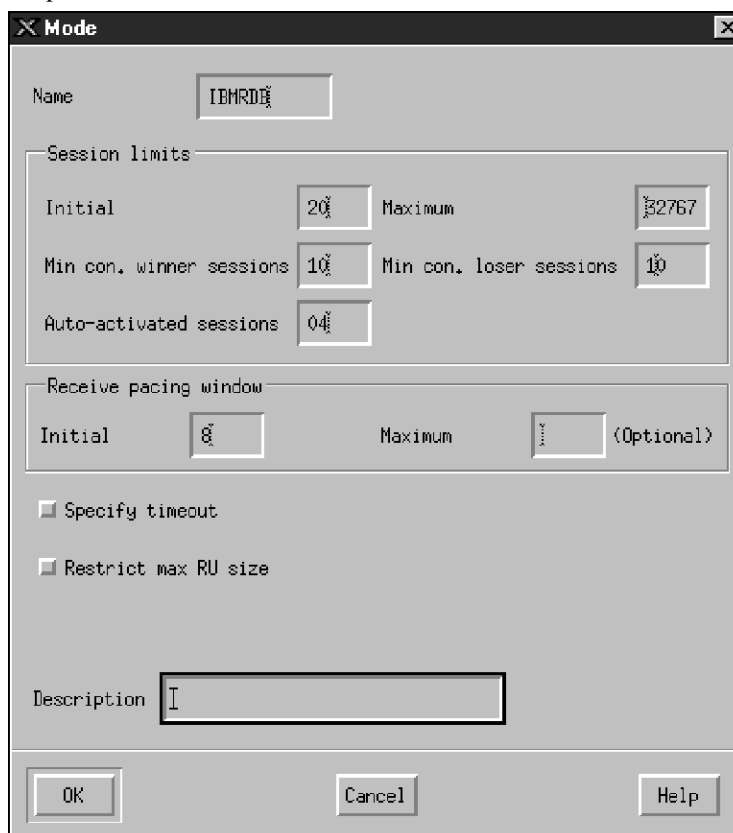 Mode
Name IBMRDB
Session limits
Initial 20 Maximum 32767
Min con. winner sessions 10 Min con. loser sessions 10
Auto-activated sessions 04
Receive pacing window
Initial 8 Maximum (Optional)
Specify timeout
Restrict max RU size
Description
OK Cancel Help